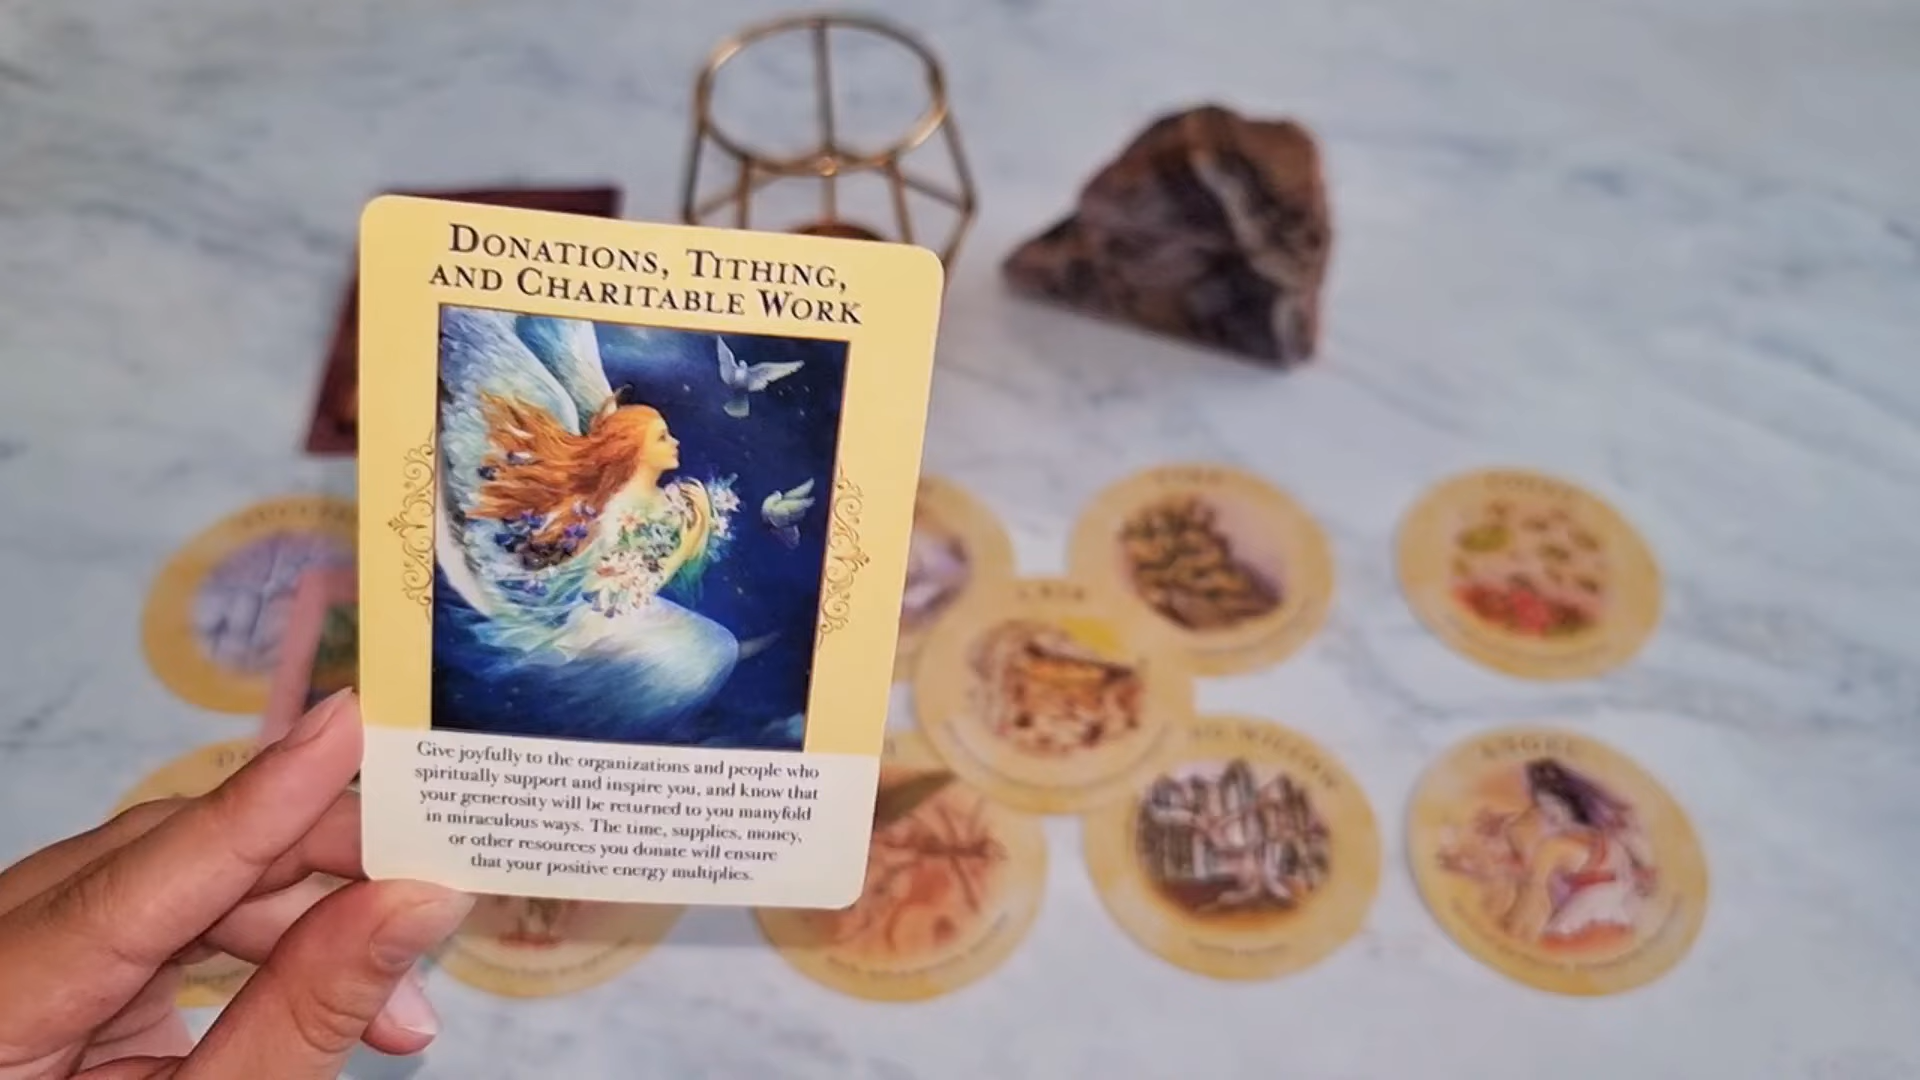 DONATIONS, TITHING,
AND CHARITABLE WORK
Give joyfully to the organizations and people who
spiritually support and inspire you, and know that
your generosity will be returned to you manyfold
in miraculous ways. The time, supplies, money,
or other resources you donate will ensure
that your positive energy multiplies.
ANGEL